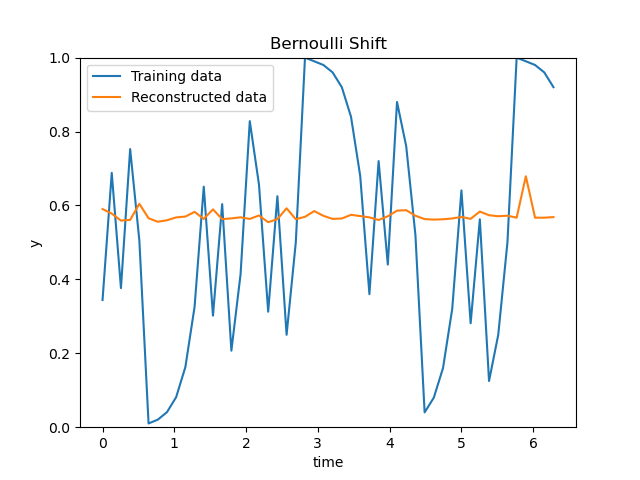 Bernoulli Shift
Training data
Reconstructed data
y
1.0
0.8
0.6
0.4
0.2
0.0
0 1 2 3 4 5 6
time